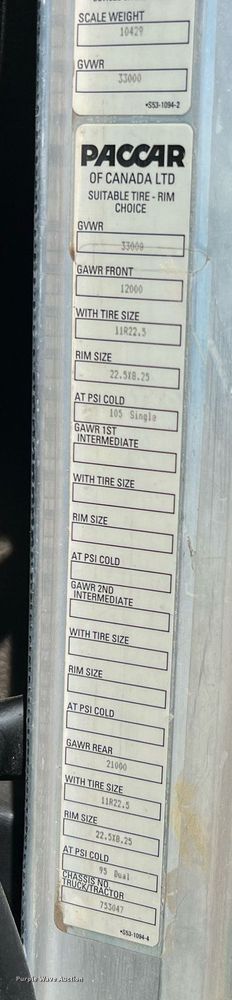 SCALE WEIGHT
10429
GVWR
33000
•S53-1094-2
PACCAR
OF CANADA LTD
SUITABLE TIRE - RIM
CHOICE
GVWR
33000
GAWR FRONT
12000
WITH TIRE SIZE
11R22.5
RIM SIZE
22.5X8.25
AT PSI COLD
105 Single
GAWR 1ST
INTERMEDIATE
WITH TIRE SIZE
RIM SIZE
AT PSI COLD
GAWR 2ND
INTERMEDIATE
WITH TIRE SIZE
RIM SIZE
AT PSI COLD
GAWR REAR
21000
WITH TIRE SIZE
11R22.5
RIM SIZE
22.5X8.25
AT PSI COLD
95 Dual
CHASSIS NO.
TRUCK/TRACTOR
753047
•S53-1094-4
Purple Wave Auction